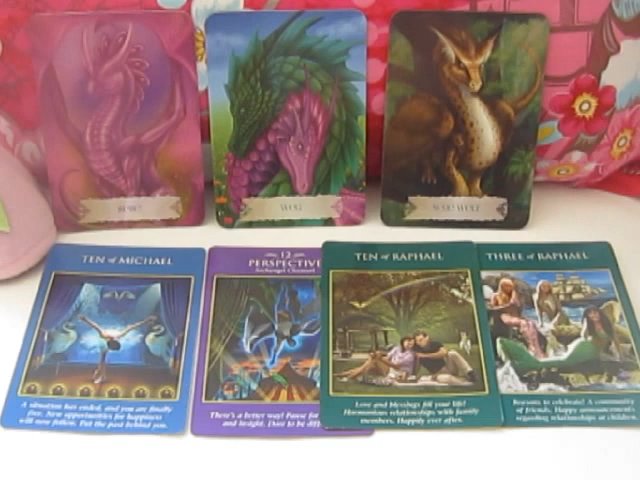 TEN of MICHAEL
A situation has ended, and you are finally
free. New opportunities for happiness
will now follow. Put the past behind you.
12
PERSPECTIVE
Archangel Chamuel
There's a better way! Pause for
and insight. Dare to be
TEN of RAPHAEL
Love and blessings fill your life!
Harmonious relationships with family
members. Happily ever after.
THREE of RAPHAEL
Reasons to celebrate! A community
of friends. Happy announcements
regarding relationships or children.